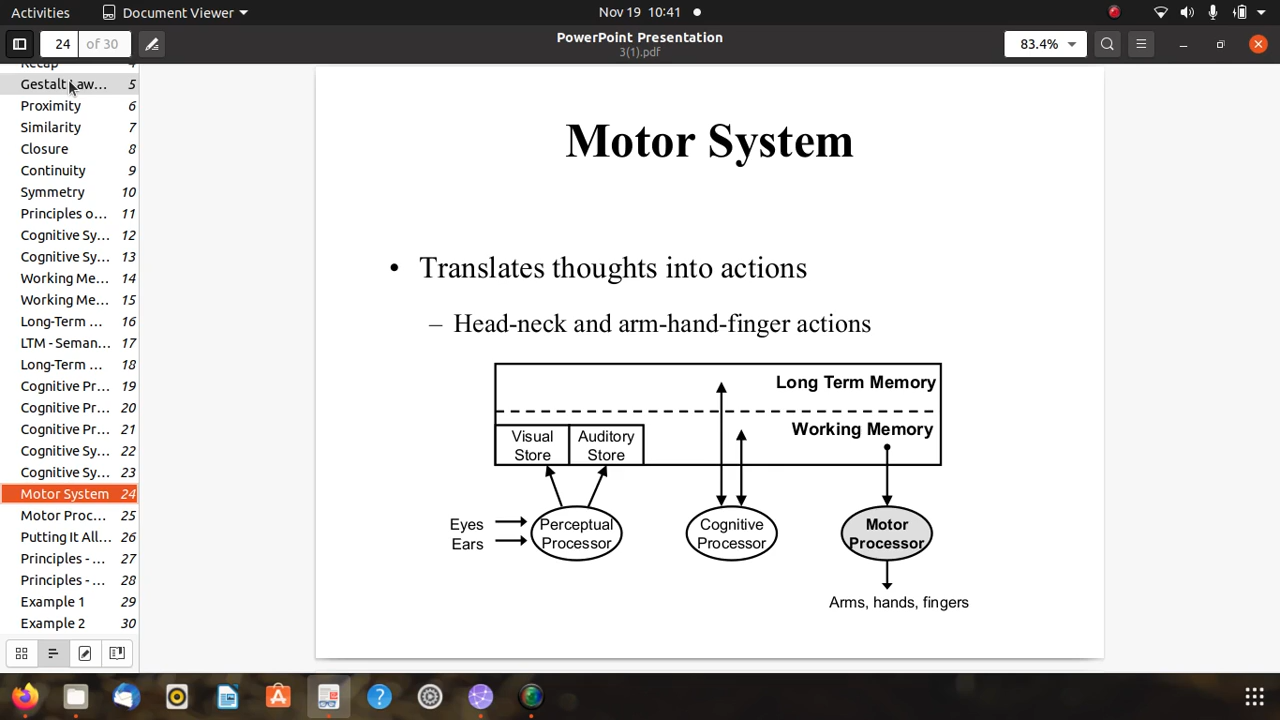 Activities
Document Viewer
Nov 19 10:41
24 of 30
PowerPoint Presentation
3(1).pdf
83.4%
Recap 4
Gestalt Law… 5
Proximity 6
Similarity 7
Closure 8
Continuity 9
Symmetry 10
Principles o… 11
Cognitive Sy… 12
Cognitive Sy… 13
Working Me… 14
Working Me… 15
Long-Term … 16
LTM - Seman… 17
Long-Term … 18
Cognitive Pr… 19
Cognitive Pr… 20
Cognitive Pr… 21
Cognitive Sy… 22
Cognitive Sy… 23
Motor System 24
Motor Proc… 25
Putting It All… 26
Principles - … 27
Principles - … 28
Example 1 29
Example 2 30
Motor System
• Translates thoughts into actions
– Head-neck and arm-hand-finger actions
Long Term Memory
Working Memory
Visual
Store
Auditory
Store
Eyes
Ears
Perceptual
Processor
Cognitive
Processor
Motor
Processor
Arms, hands, fingers